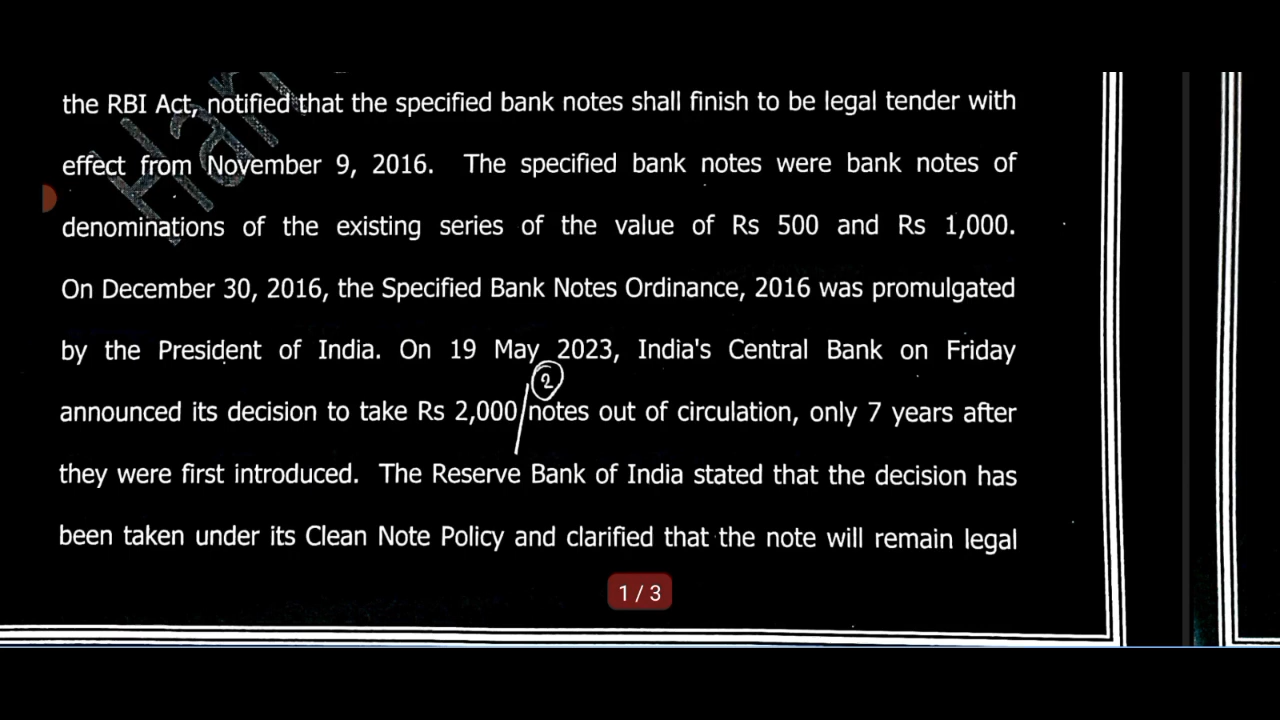 the RBI Act, notified that the specified bank notes shall finish to be legal tender with
effect from November 9, 2016. The specified bank notes were bank notes of
denominations of the existing series of the value of Rs 500 and Rs 1,000.
On December 30, 2016, the Specified Bank Notes Ordinance, 2016 was promulgated
by the President of India. On 19 May 2023, India's Central Bank on Friday
2
announced its decision to take Rs 2,000/notes out of circulation, only 7 years after
they were first introduced. The Reserve Bank of India stated that the decision has
been taken under its Clean Note Policy and clarified that the note will remain legal
1 / 3